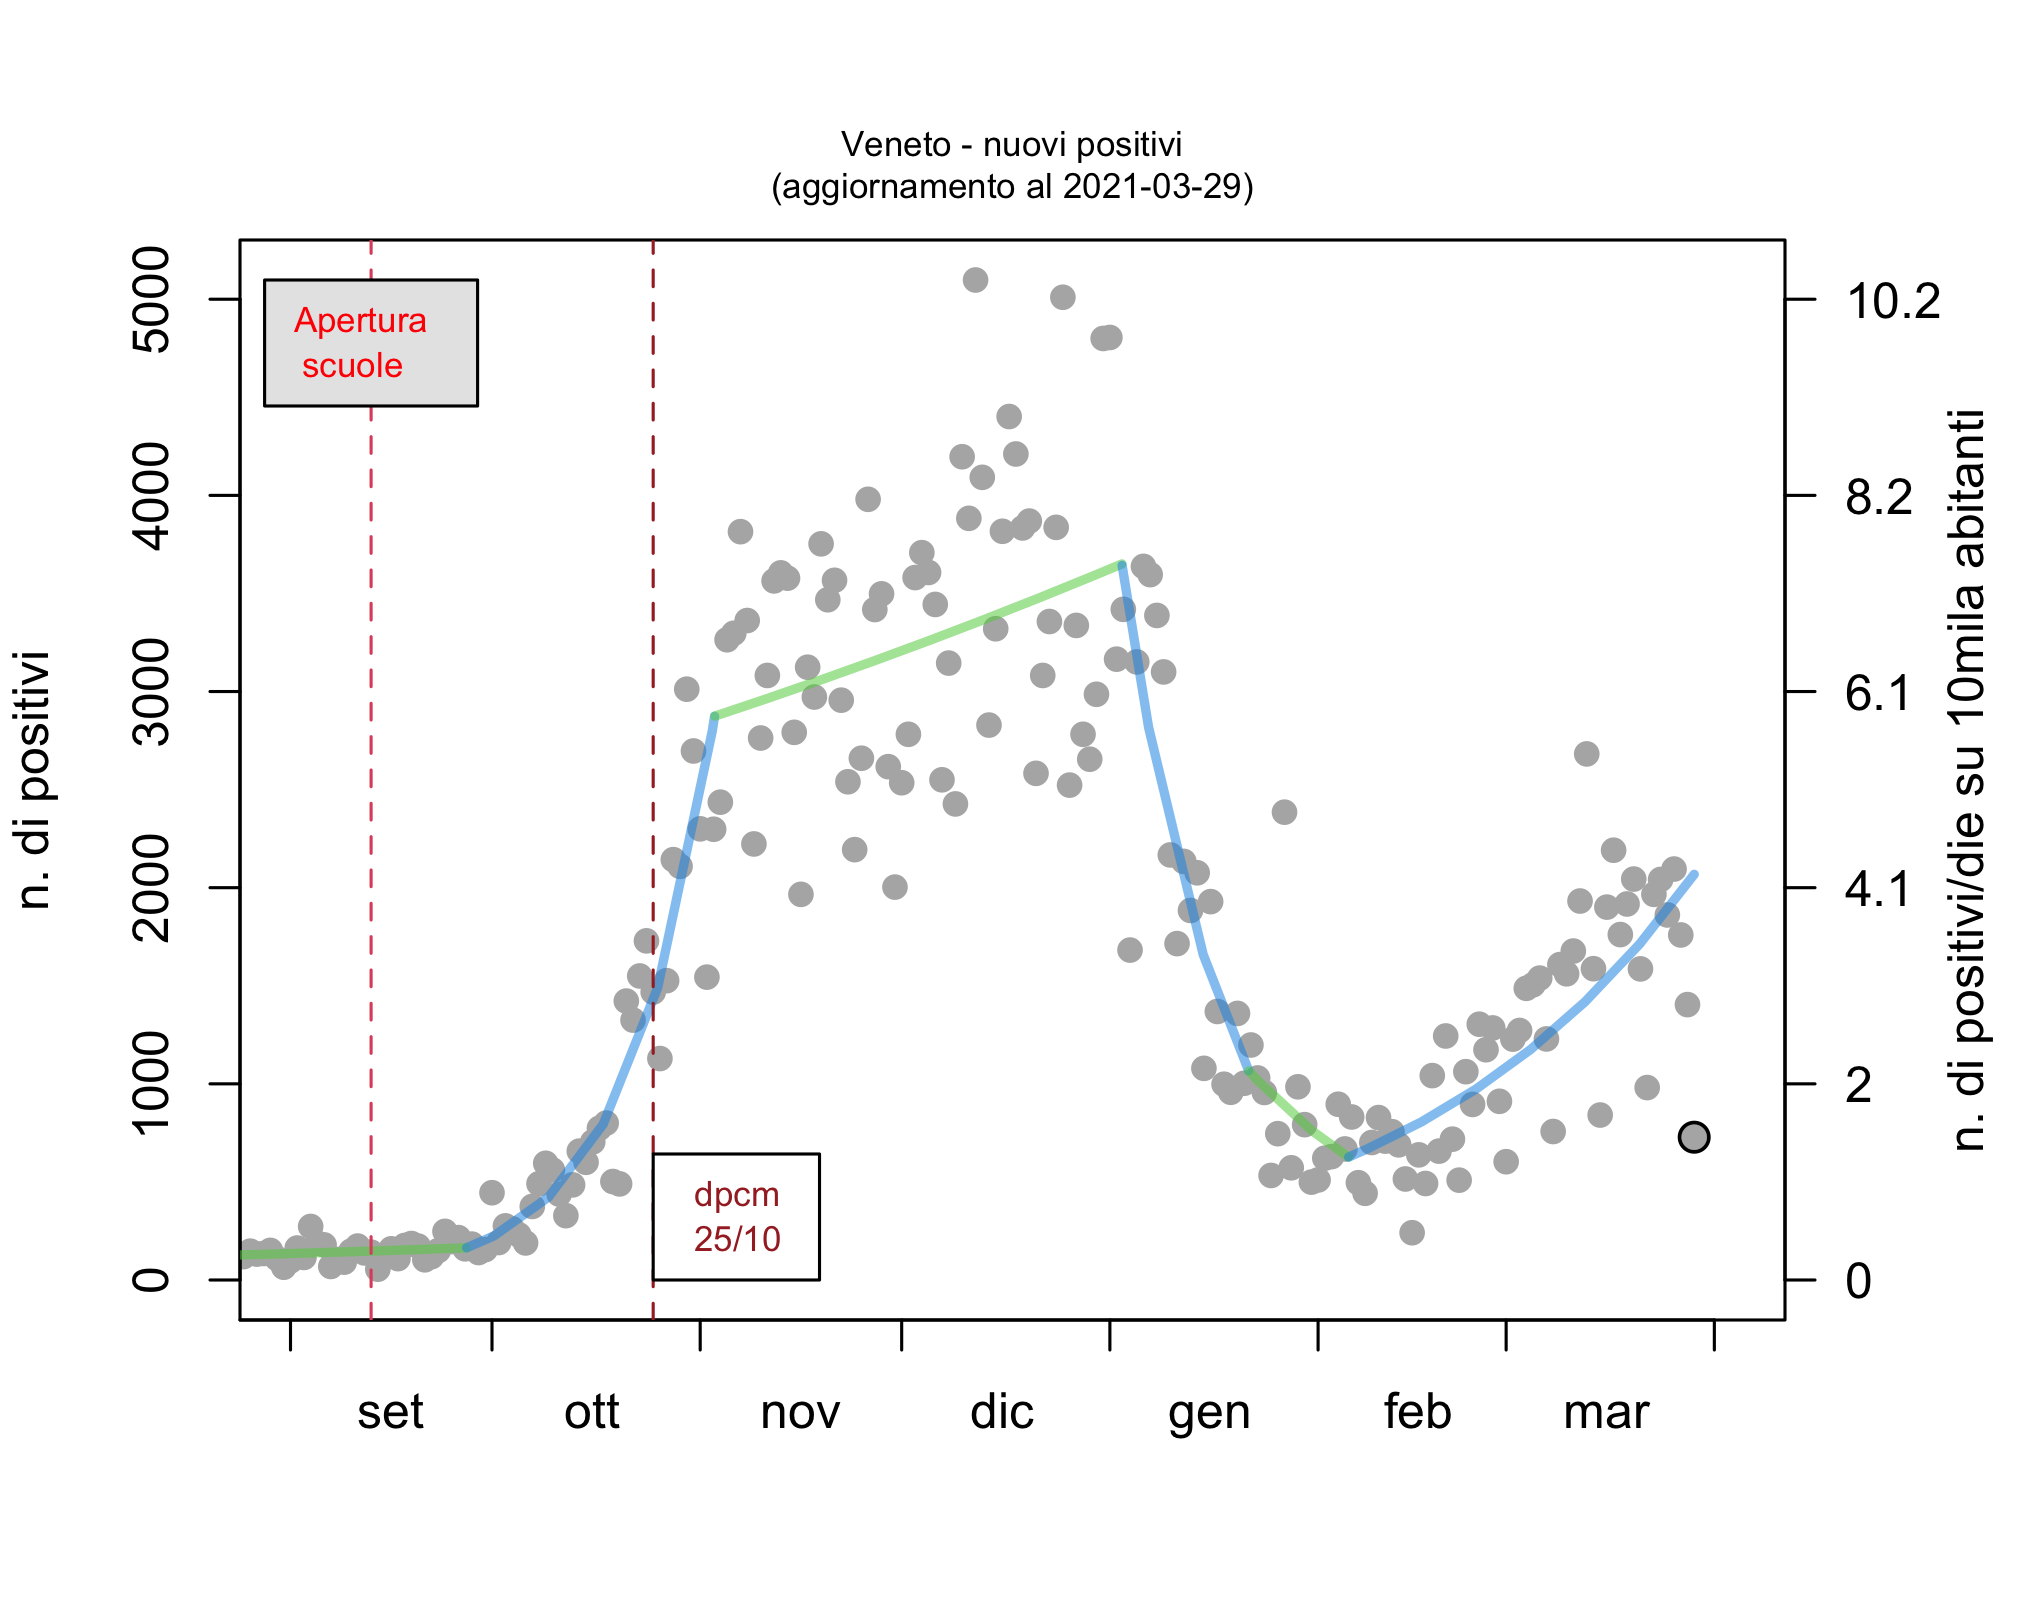 Veneto - nuovi positivi
(aggiornamento al 2021-03-29)
n. di positivi
5000
4000
3000
2000
1000
0
Apertura
scuole
dpcm
25/10
10.2
8.2
6.1
4.1
2
0
n. di positivi/die su 10mila abitanti
set ott nov dic gen feb mar